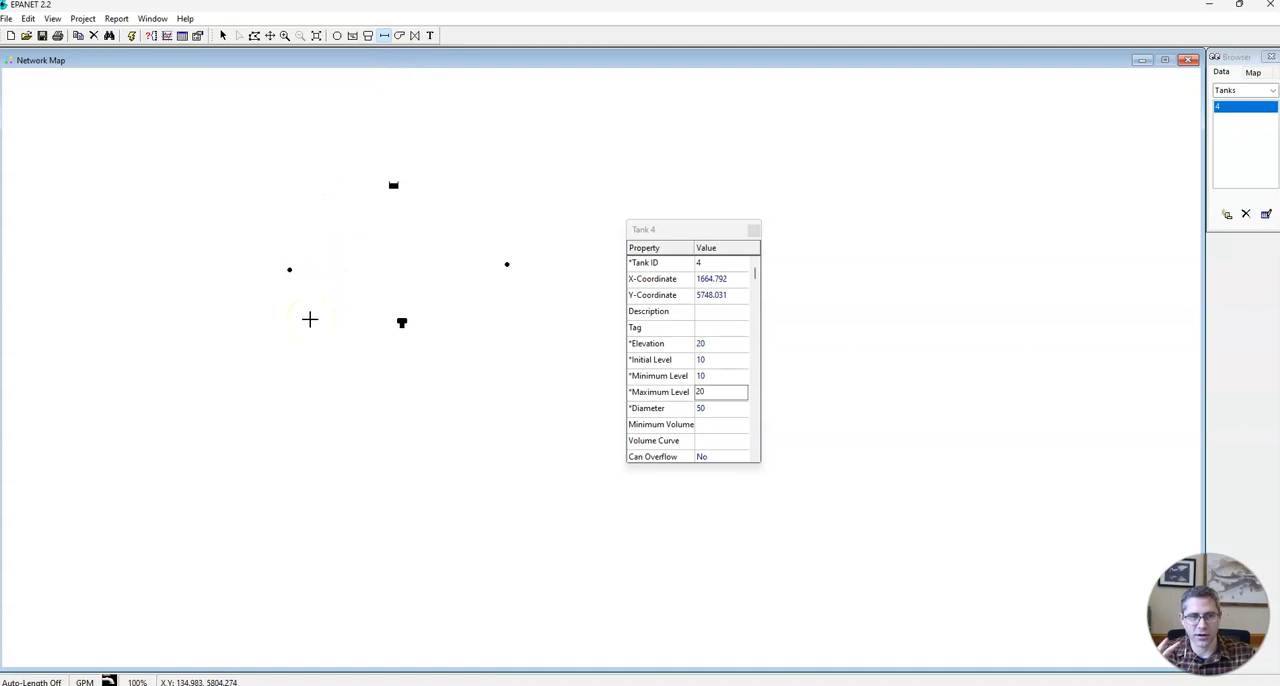 EPANET 2.2
File Edit View Project Report Window Help
T
Network Map
Browser
Data Map
Tanks
4
Tank 4
Property Value
*Tank ID 4
X-Coordinate 1664.792
Y-Coordinate 5748.031
Description
Tag
*Elevation 20
*Initial Level 10
*Minimum Level 10
*Maximum Level 20
*Diameter 50
Minimum Volume
Volume Curve
Can Overflow No
Auto-Length Off GPM 100% X,Y: 134.983, 5804.274